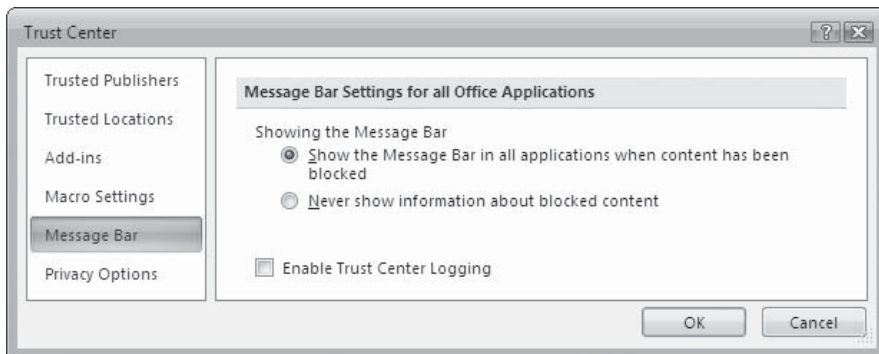 Trust Center
Trusted Publishers
Trusted Locations
Add-ins
Macro Settings
Message Bar
Privacy Options
Message Bar Settings for all Office Applications
Showing the Message Bar
Show the Message Bar in all applications when content has been
blocked
Never show information about blocked content
Enable Trust Center Logging
OK
Cancel